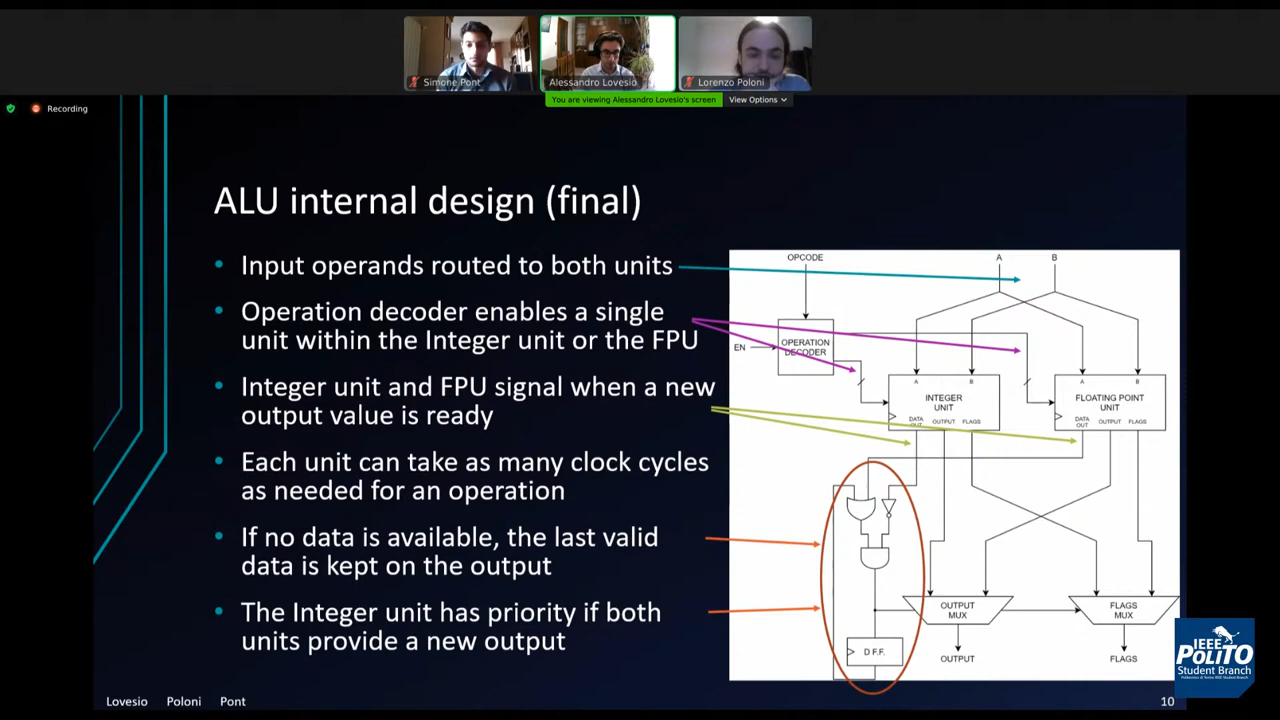 Simone Pont
Alessandro Lovesio
Lorenzo Poloni
You are viewing Alessandro Lovesio's screen
View Options
Recording
ALU internal design (final)
• Input operands routed to both units
• Operation decoder enables a single
unit within the Integer unit or the FPU
• Integer unit and FPU signal when a new
output value is ready
• Each unit can take as many clock cycles
as needed for an operation
• If no data is available, the last valid
data is kept on the output
• The Integer unit has priority if both
units provide a new output
OPCODE
A
B
EN
OPERATION
DECODER
A
B
INTEGER
UNIT
DATA
OUT
OUTPUT
FLAGS
A
B
FLOATING POINT
UNIT
DATA
OUT
OUTPUT
FLAGS
OUTPUT
MUX
FLAGS
MUX
D F.F.
OUTPUT
FLAGS
IEEE
POLITO
Student Branch
Politecnico di Torino IEEE Student Branch
Lovesio Poloni Pont
10